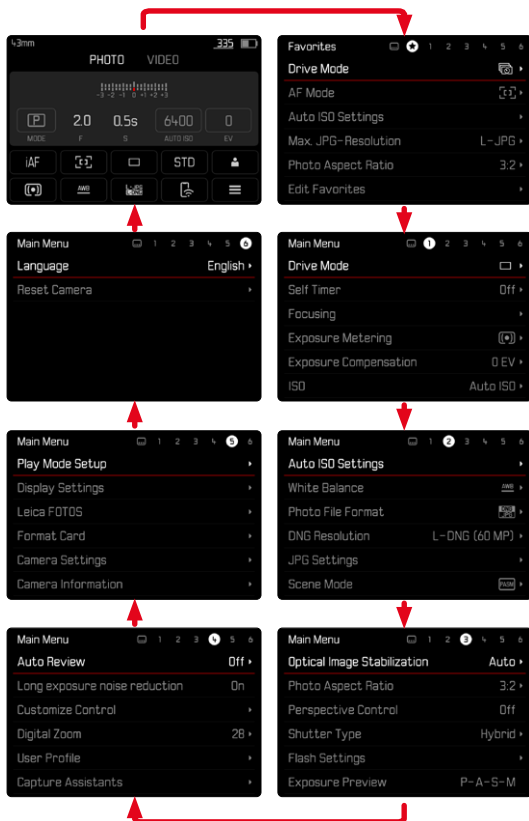 43mm 335
PHOTO VIDEO
-3 -2 -1 0 +1 +2 +3
P 2.0 0.5s 6400 0
MODE F S AUTO ISO EV
iAF STD
AWB L-JPG DNG
Favorites 1 2 3 4 5 6
Drive Mode
AF Mode
Auto ISO Settings
Max. JPG-Resolution L-JPG
Photo Aspect Ratio 3:2
Edit Favorites
Main Menu 1 2 3 4 5 6
Drive Mode
Self Timer Off
Focusing
Exposure Metering
Exposure Compensation 0 EV
ISO Auto ISO
Main Menu 1 2 3 4 5 6
Auto ISO Settings
White Balance AWB
Photo File Format DNG JPG
DNG Resolution L-DNG (60 MP)
JPG Settings
Scene Mode PASM
Main Menu 1 2 3 4 5 6
Optical Image Stabilization Auto
Photo Aspect Ratio 3:2
Perspective Control Off
Shutter Type Hybrid
Flash Settings
Exposure Preview P-A-S-M
Main Menu 1 2 3 4 5 6
Auto Review Off
Long exposure noise reduction On
Customize Control
Digital Zoom 28
User Profile
Capture Assistants
Main Menu 1 2 3 4 5 6
Play Mode Setup
Display Settings
Leica FOTOS
Format Card
Camera Settings
Camera Information
Main Menu 1 2 3 4 5 6
Language English
Reset Camera